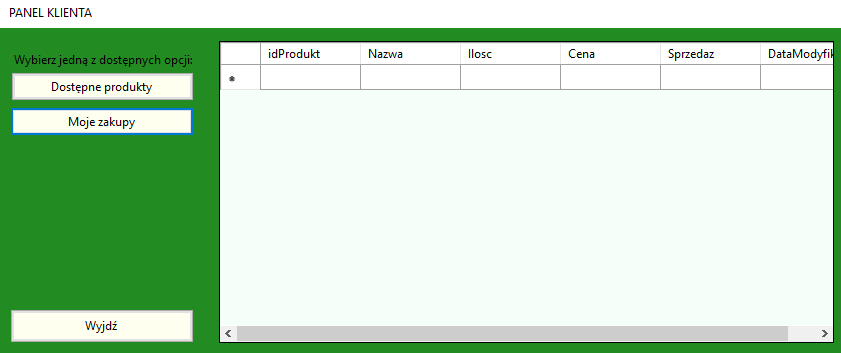 PANEL KLIENTA
Wybierz jedną z dostępnych opcji:
Dostępne produkty
Moje zakupy
Wyjdź
idProdukt Nazwa Ilosc Cena Sprzedaz DataModyfik